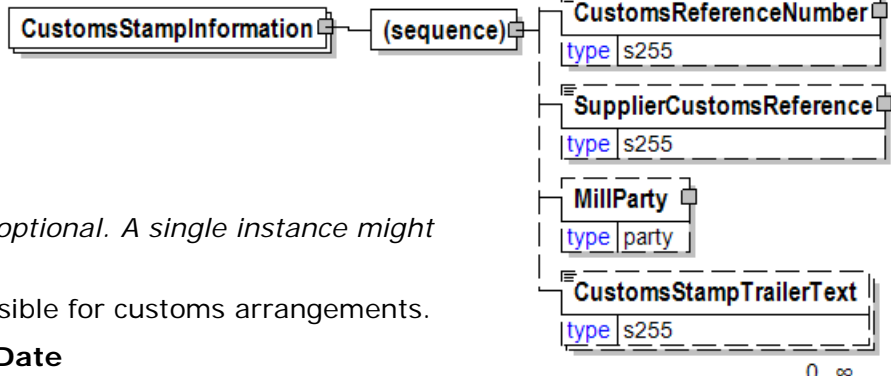 CustomsStampInformation
(sequence)
CustomsReferenceNumber
type s255
SupplierCustomsReference
type s255
MillParty
type party
CustomsStampTrailerText
type s255
0 ∞
optional. A single instance might
sible for customs arrangements.
Date